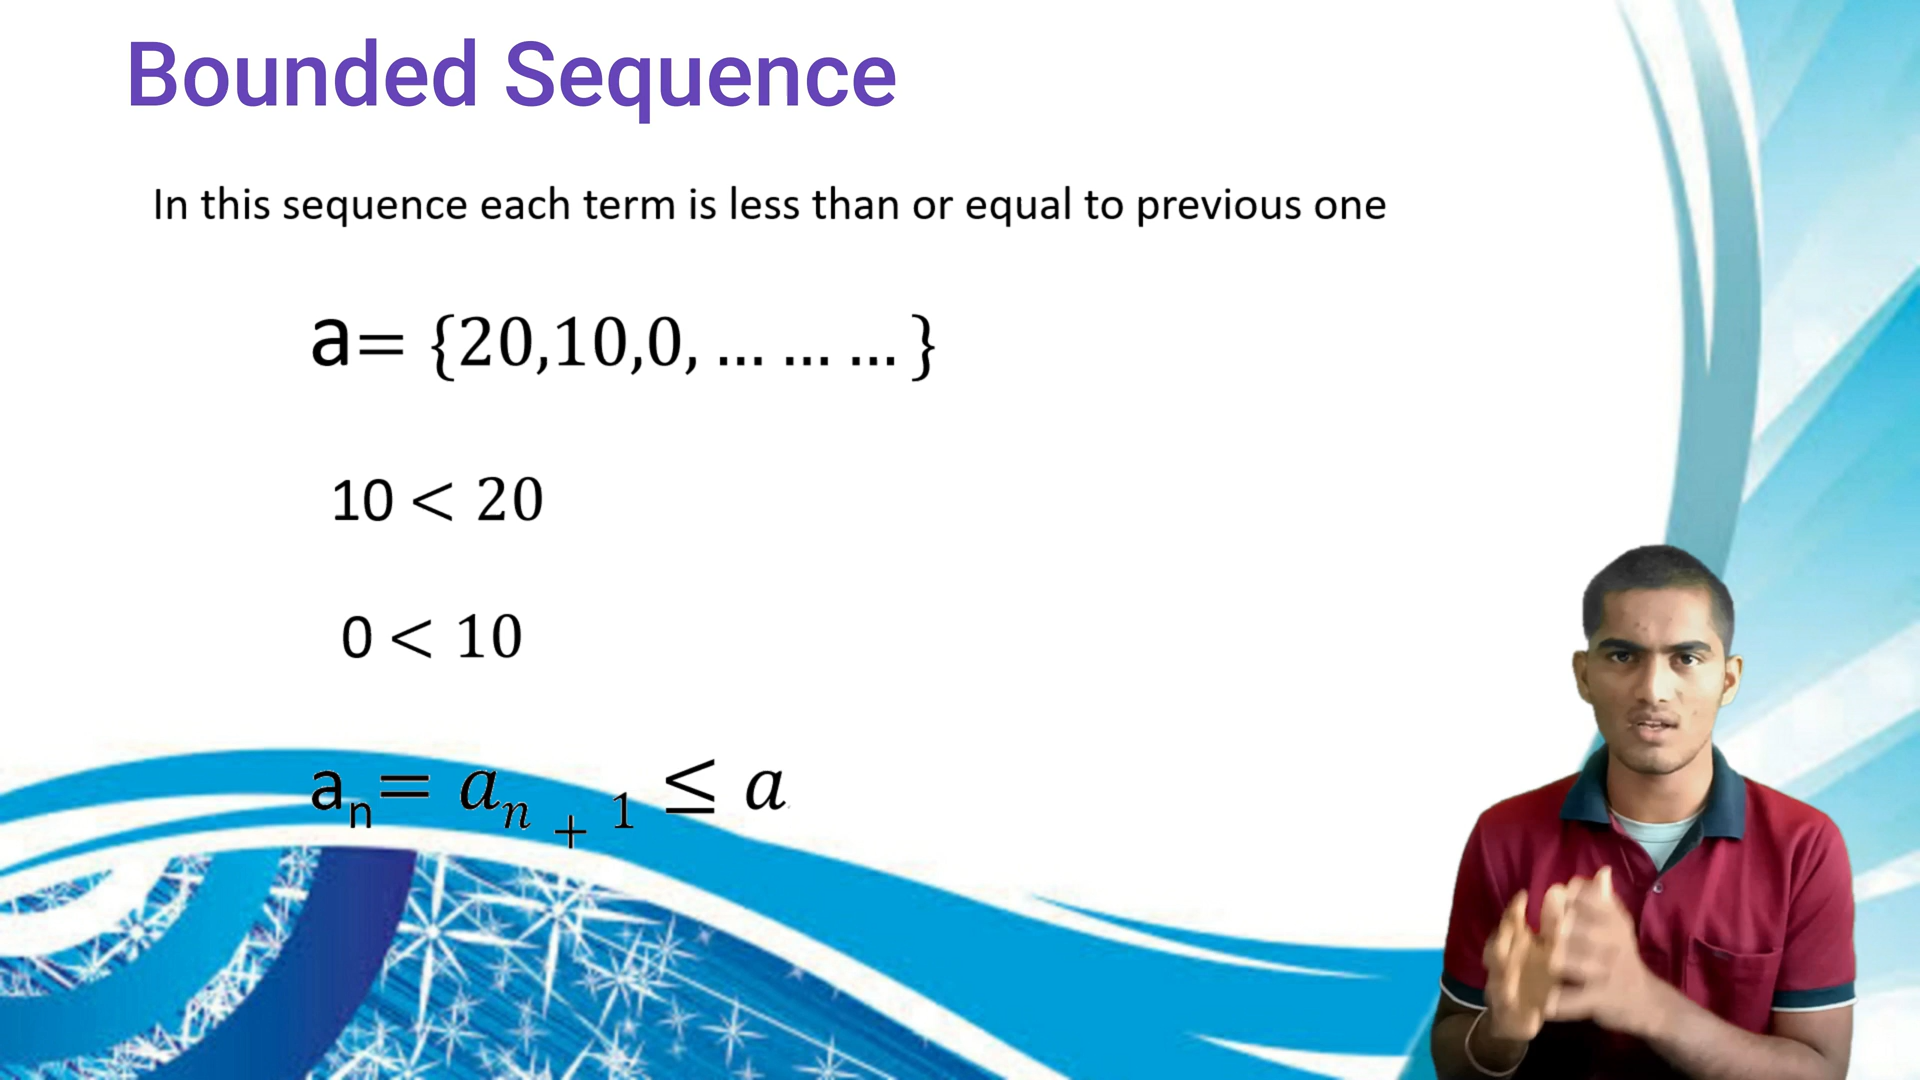 Bounded Sequence
In this sequence each term is less than or equal to previous one
a= {20,10,0, ... ... ... }
10 < 20
0 < 10
aₙ= aₙ ₊ ₁ ≤ a